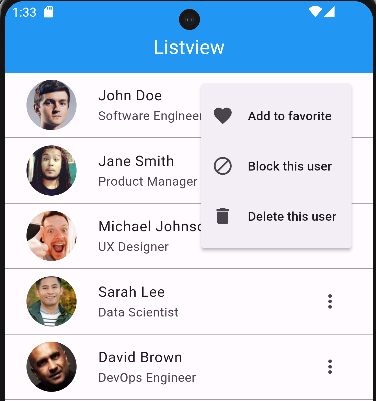 1:33
Listview
John Doe
Software Engineer
Add to favorite
Jane Smith
Product Manager
Block this user
Michael Johnso
UX Designer
Delete this user
Sarah Lee
Data Scientist
David Brown
DevOps Engineer